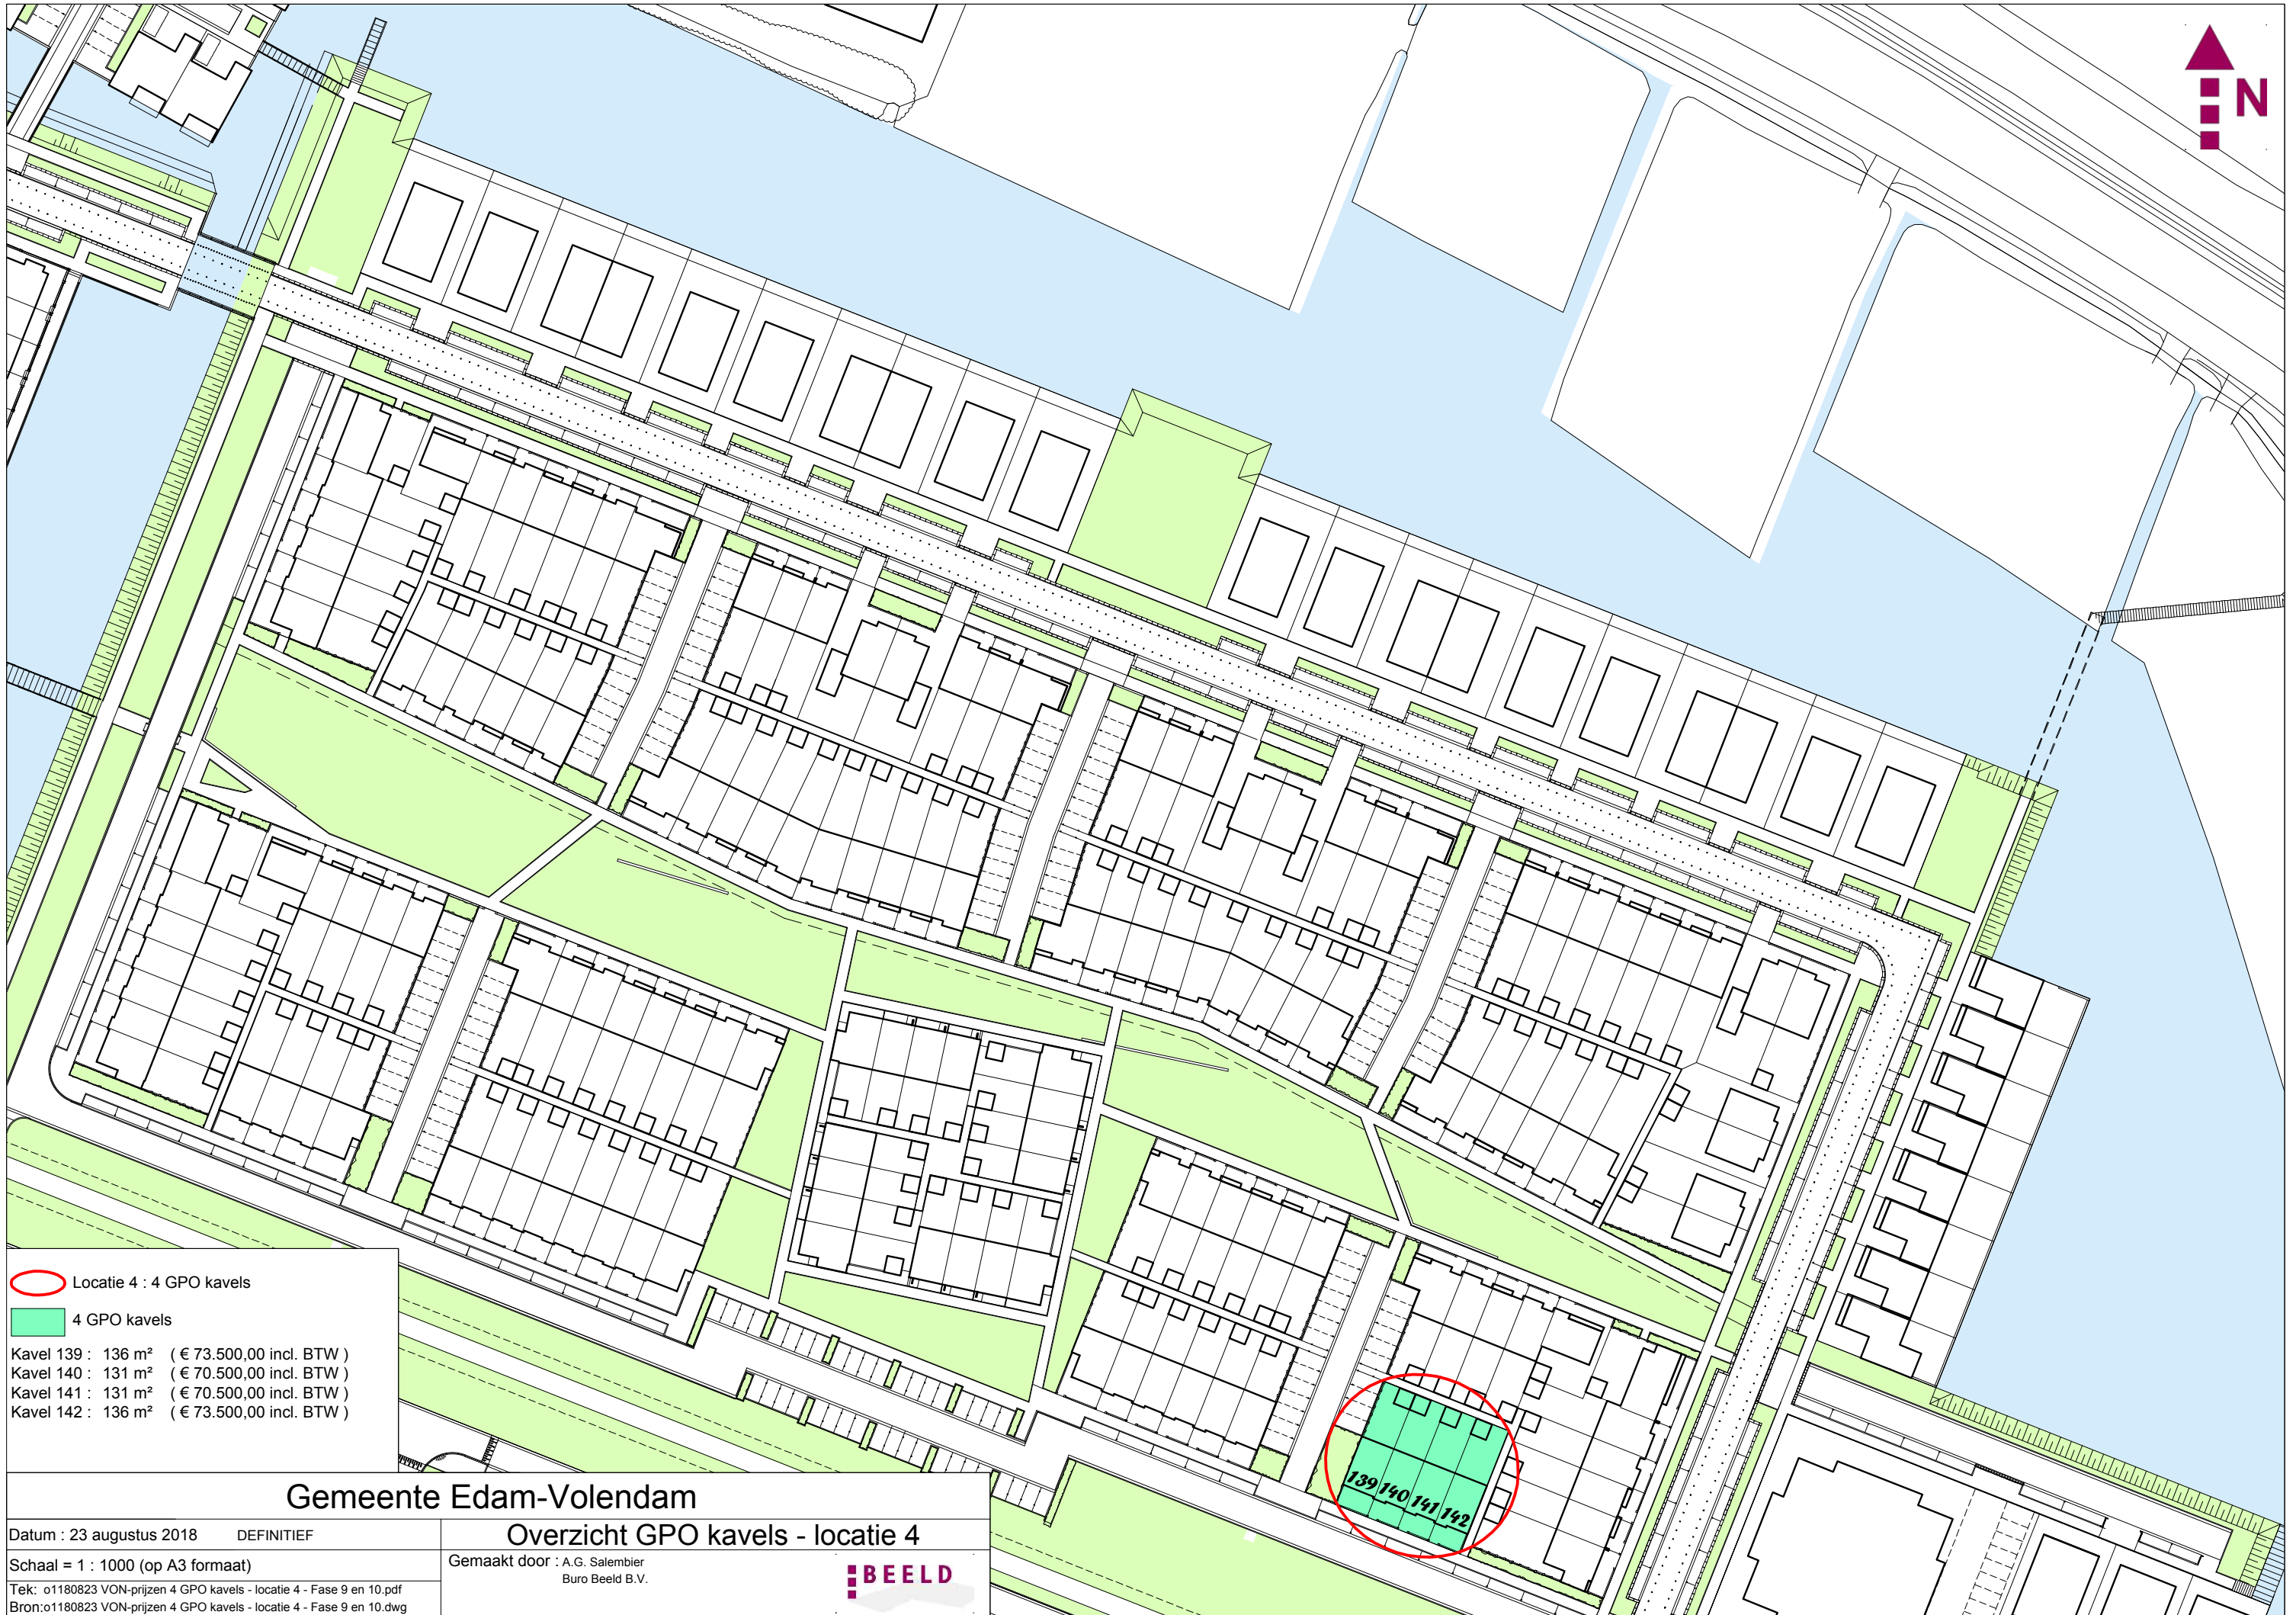 N
Locatie 4 : 4 GPO kavels
4 GPO kavels
Kavel 139 : 136 m² ( € 73.500,00 incl. BTW )
Kavel 140 : 131 m² ( € 70.500,00 incl. BTW )
Kavel 141 : 131 m² ( € 70.500,00 incl. BTW )
Kavel 142 : 136 m² ( € 73.500,00 incl. BTW )
139 140 141 142
Gemeente Edam-Volendam
Datum : 23 augustus 2018 DEFINITIEF
Overzicht GPO kavels - locatie 4
Schaal = 1 : 1000 (op A3 formaat)
Gemaakt door : A.G. Salembier
Buro Beeld B.V.
BEELD
Tek: o1180823 VON-prijzen 4 GPO kavels - locatie 4 - Fase 9 en 10.pdf
Bron:o1180823 VON-prijzen 4 GPO kavels - locatie 4 - Fase 9 en 10.dwg